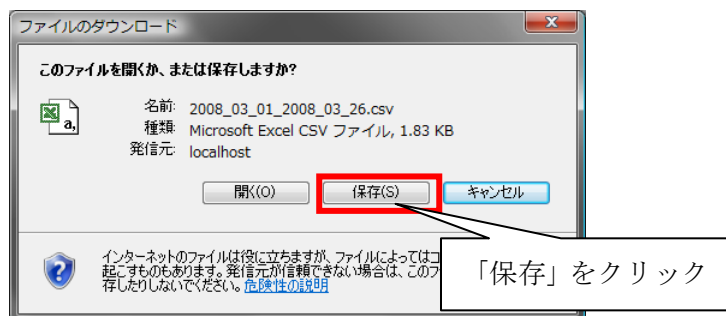 ファイルのダウンロード
このファイルを開くか、または保存しますか?
名前: 2008_03_01_2008_03_26.csv
種類: Microsoft Excel CSV ファイル, 1.83 KB
発信元: localhost
開く(O) 保存(S) キャンセル
インターネットのファイルは役に立ちますが、ファイルによってはコ
起こすものもあります。発信元が信頼できない場合は、このフ
存したりしないでください。危険性の説明
「保存」をクリック